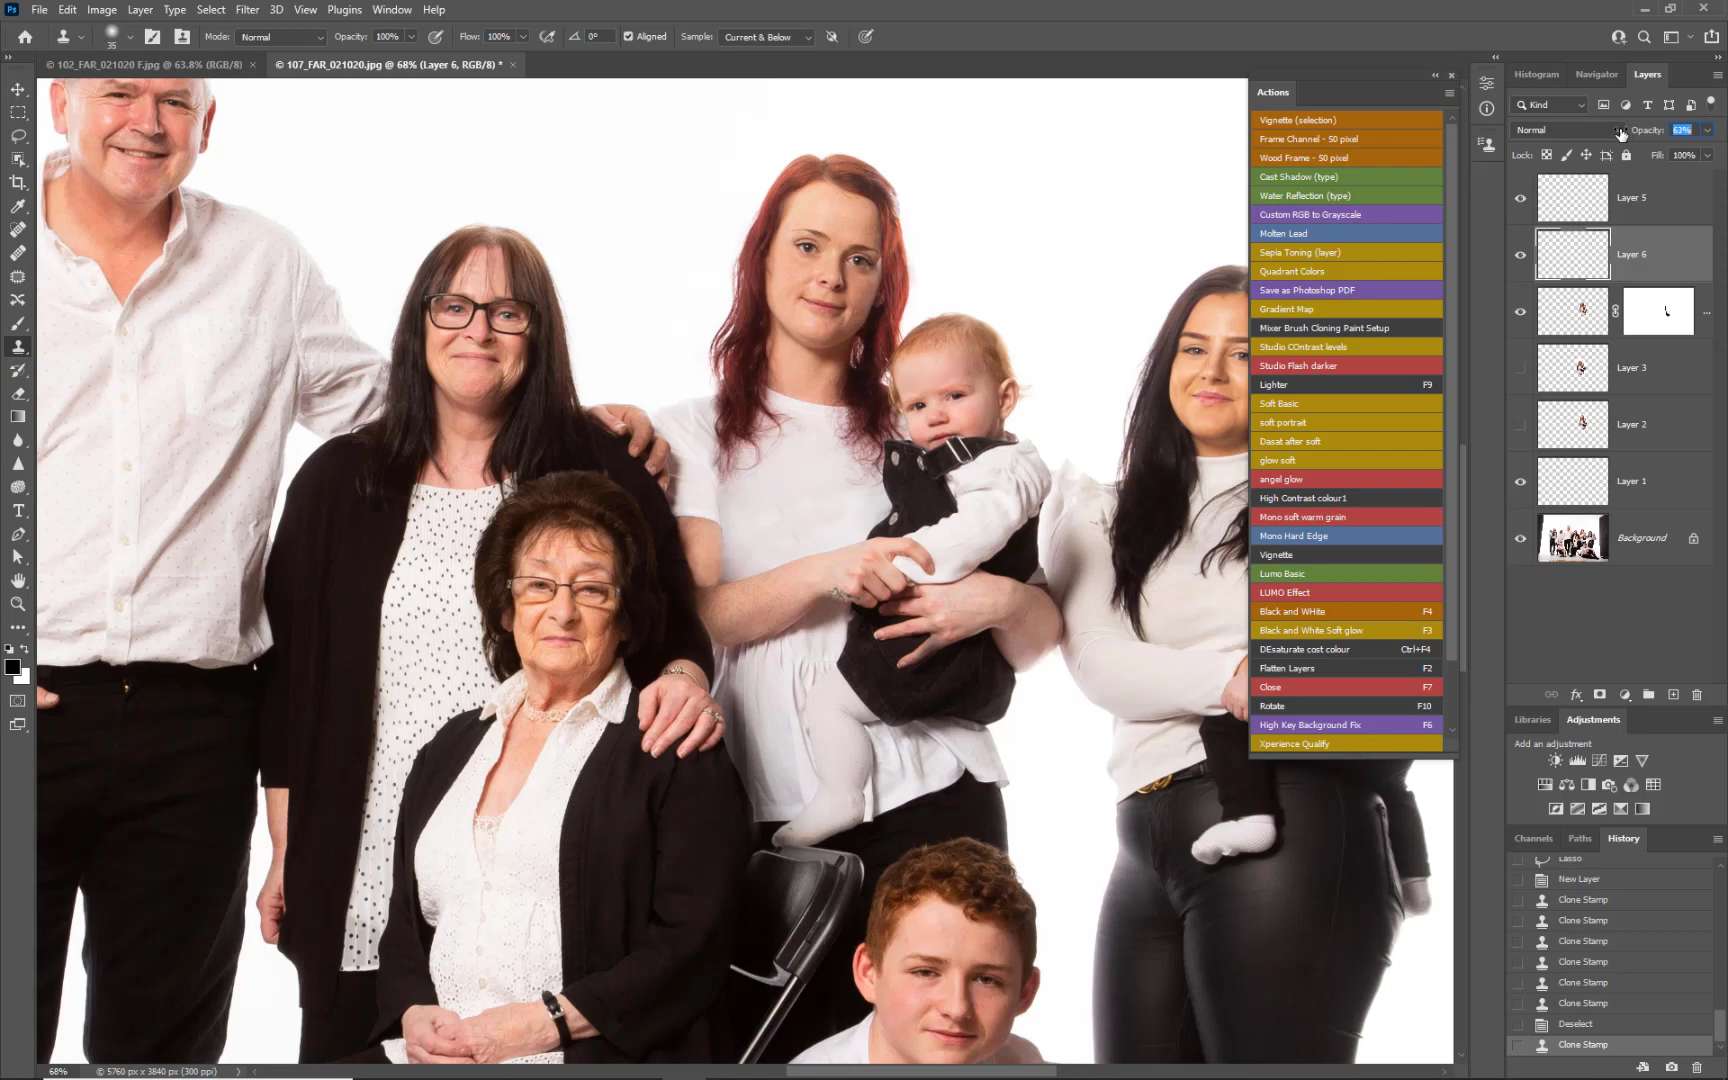 Ps File Edit Image Layer Type Select Filter 3D View Plugins Window Help
35 Mode: Normal Opacity: 100% Flow: 100% 0° Aligned Sample: Current & Below
© 102_FAR_021020 F.jpg @ 63.8% (RGB/8) × © 107_FAR_021020.jpg @ 68% (Layer 6, RGB/8) * ×
Actions
Vignette (selection)
Frame Channel - 50 pixel
Wood Frame - 50 pixel
Cast Shadow (type)
Water Reflection (type)
Custom RGB to Grayscale
Molten Lead
Sepia Toning (layer)
Quadrant Colors
Save as Photoshop PDF
Gradient Map
Mixer Brush Cloning Paint Setup
Studio COntrast levels
Studio Flash darker
Lighter F9
Soft Basic
soft portrait
Dasat after soft
glow soft
angel glow
High Contrast colour1
Mono soft warm grain
Mono Hard Edge
Vignette
Lumo Basic
LUMO Effect
Black and WHite F4
Black and White Soft glow F3
DEsaturate cost colour Ctrl+F4
Flatten Layers F2
Close F7
Rotate F10
High Key Background Fix F6
Xperience Qualify
Histogram Navigator Layers
Kind
Normal Opacity: 63%
Lock: Fill: 100%
Layer 5
Layer 6
Layer 3
Layer 2
Layer 1
Background
Libraries Adjustments
Add an adjustment
Channels Paths History
Lasso
New Layer
Clone Stamp
Clone Stamp
Clone Stamp
Clone Stamp
Clone Stamp
Clone Stamp
Deselect
Clone Stamp
68% © 5760 px x 3840 px (300 ppi)